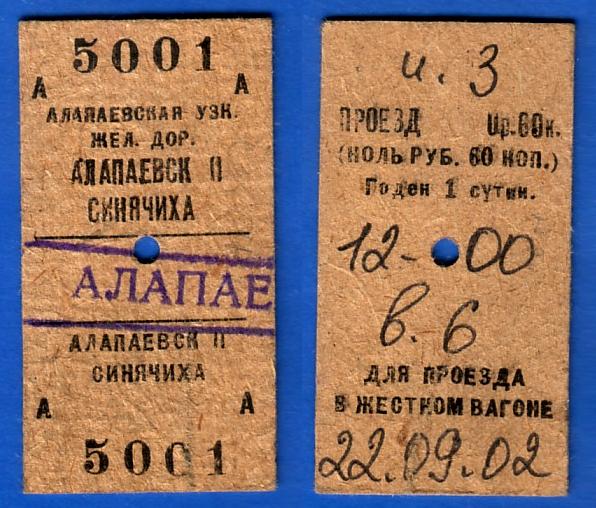 5001
А А
АЛАПАЕВСКАЯ УЗК.
ЖЕЛ. ДОР.
АЛАПАЕВСК II
СИНЯЧИХА
АЛАПАЕ
АЛАПАЕВСК II
СИНЯЧИХА
А А
5001
и. 3
ПРОЕЗД 0р.60к.
(НОЛЬ РУБ. 60 КОП.)
Годен 1 сутки.
12-00
в. 6
ДЛЯ ПРОЕЗДА
В ЖЕСТКОМ ВАГОНЕ
22.09.02